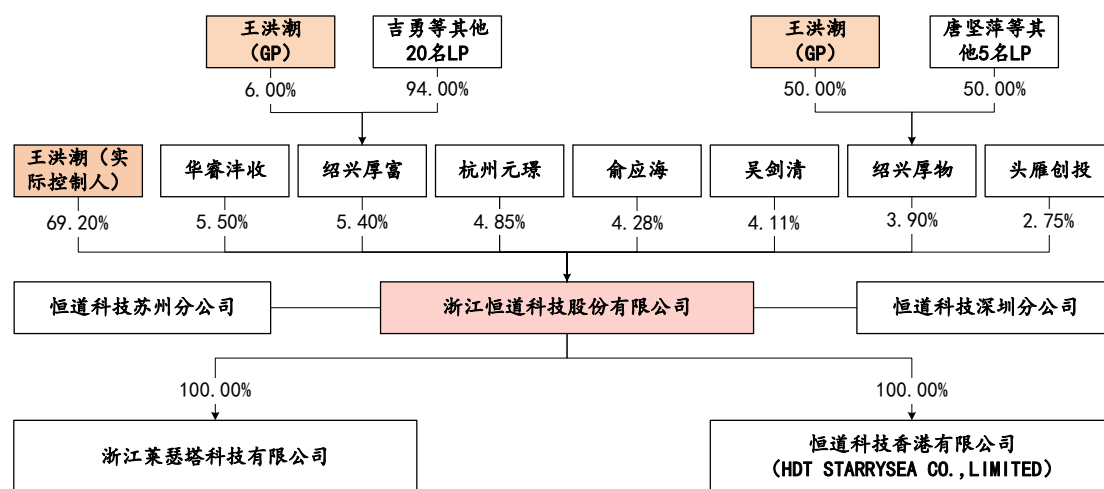 王洪潮
（GP）
吉勇等其他
20名LP
王洪潮
（GP）
唐坚萍等其
他5名LP
6.00%
94.00%
50.00%
50.00%
王洪潮（实
际控制人）
华睿沣收
绍兴厚富
杭州元璟
俞应海
吴剑清
绍兴厚物
头雁创投
69.20%
5.50%
5.40%
4.85%
4.28%
4.11%
3.90%
2.75%
恒道科技苏州分公司
浙江恒道科技股份有限公司
恒道科技深圳分公司
100.00%
100.00%
浙江莱瑟塔科技有限公司
恒道科技香港有限公司
（HDT STARRYSEA CO.,LIMITED）